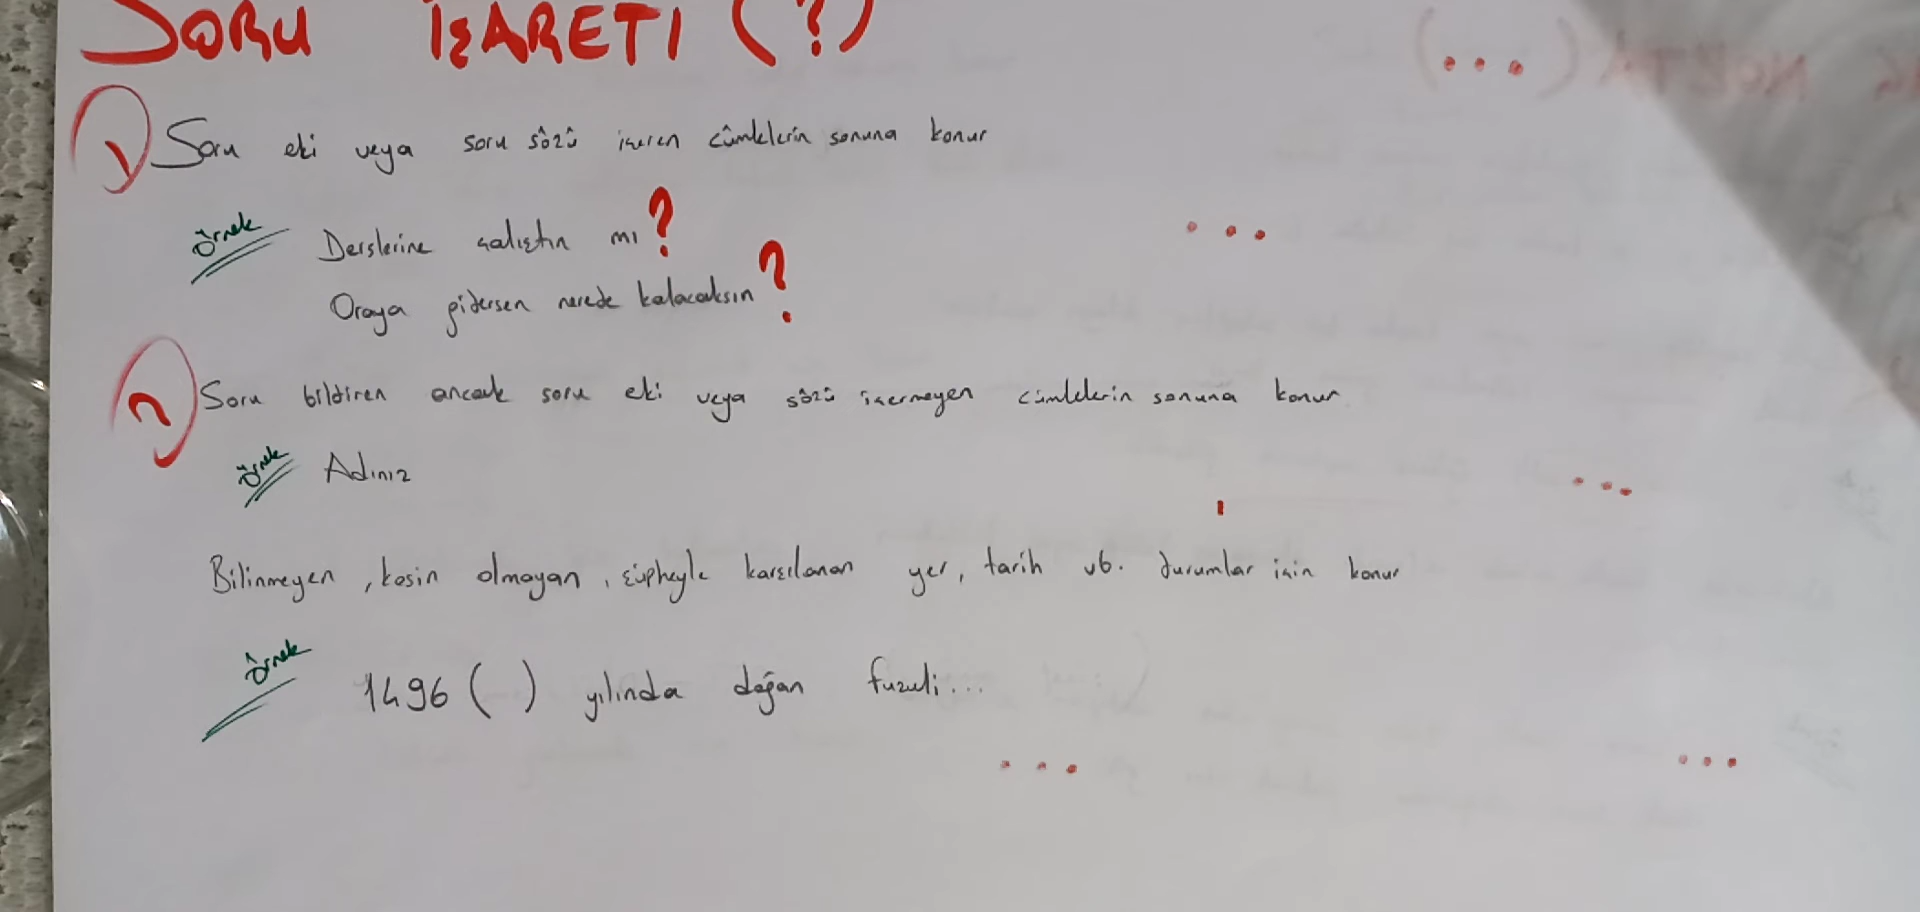 SORU İŞARETİ (?)
1) Soru eki veya soru sözü içeren cümlelerin sonuna konur
Örnek Derslerine çalıştın mı?
Oraya gidersen nerede kalacaksın?
2) Soru bildiren ancak soru eki veya sözü içermeyen cümlelerin sonuna konur
Örnek Adınız
Bilinmeyen, kesin olmayan, şüpheyle karşılanan yer, tarih vb. durumlar için konur
Örnek 1496 ( ) yılında doğan fuzuli...